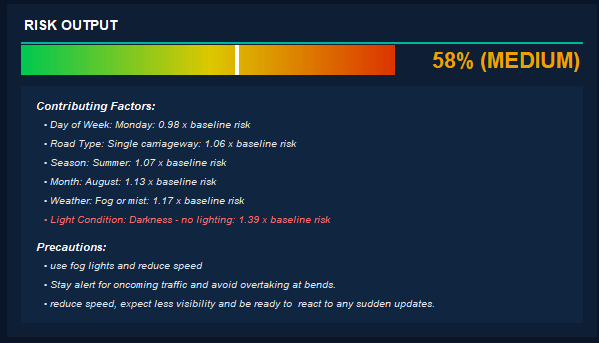 RISK OUTPUT
58% (MEDIUM)
Contributing Factors:
• Day of Week: Monday: 0.98 x baseline risk
• Road Type: Single carriageway: 1.06 x baseline risk
• Season: Summer: 1.07 x baseline risk
• Month: August: 1.13 x baseline risk
• Weather: Fog or mist: 1.17 x baseline risk
• Light Condition: Darkness - no lighting: 1.39 x baseline risk
Precautions:
• use fog lights and reduce speed
• Stay alert for oncoming traffic and avoid overtaking at bends.
• reduce speed, expect less visibility and be ready to  react to any sudden updates.